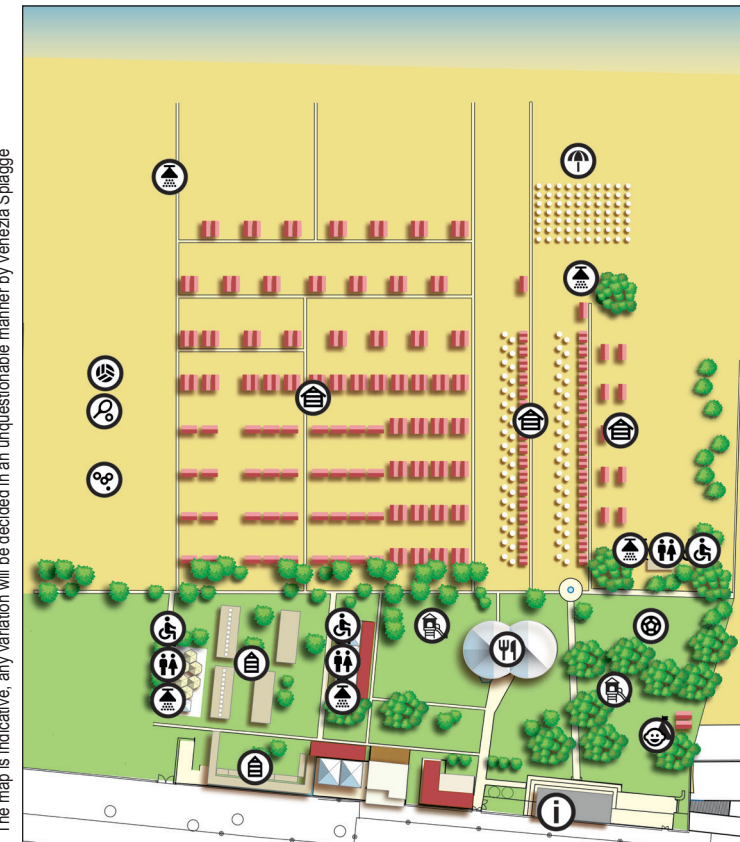 The map is indicative, any variation will be decided in an unquestionable manner by Venezia Spiagge
i